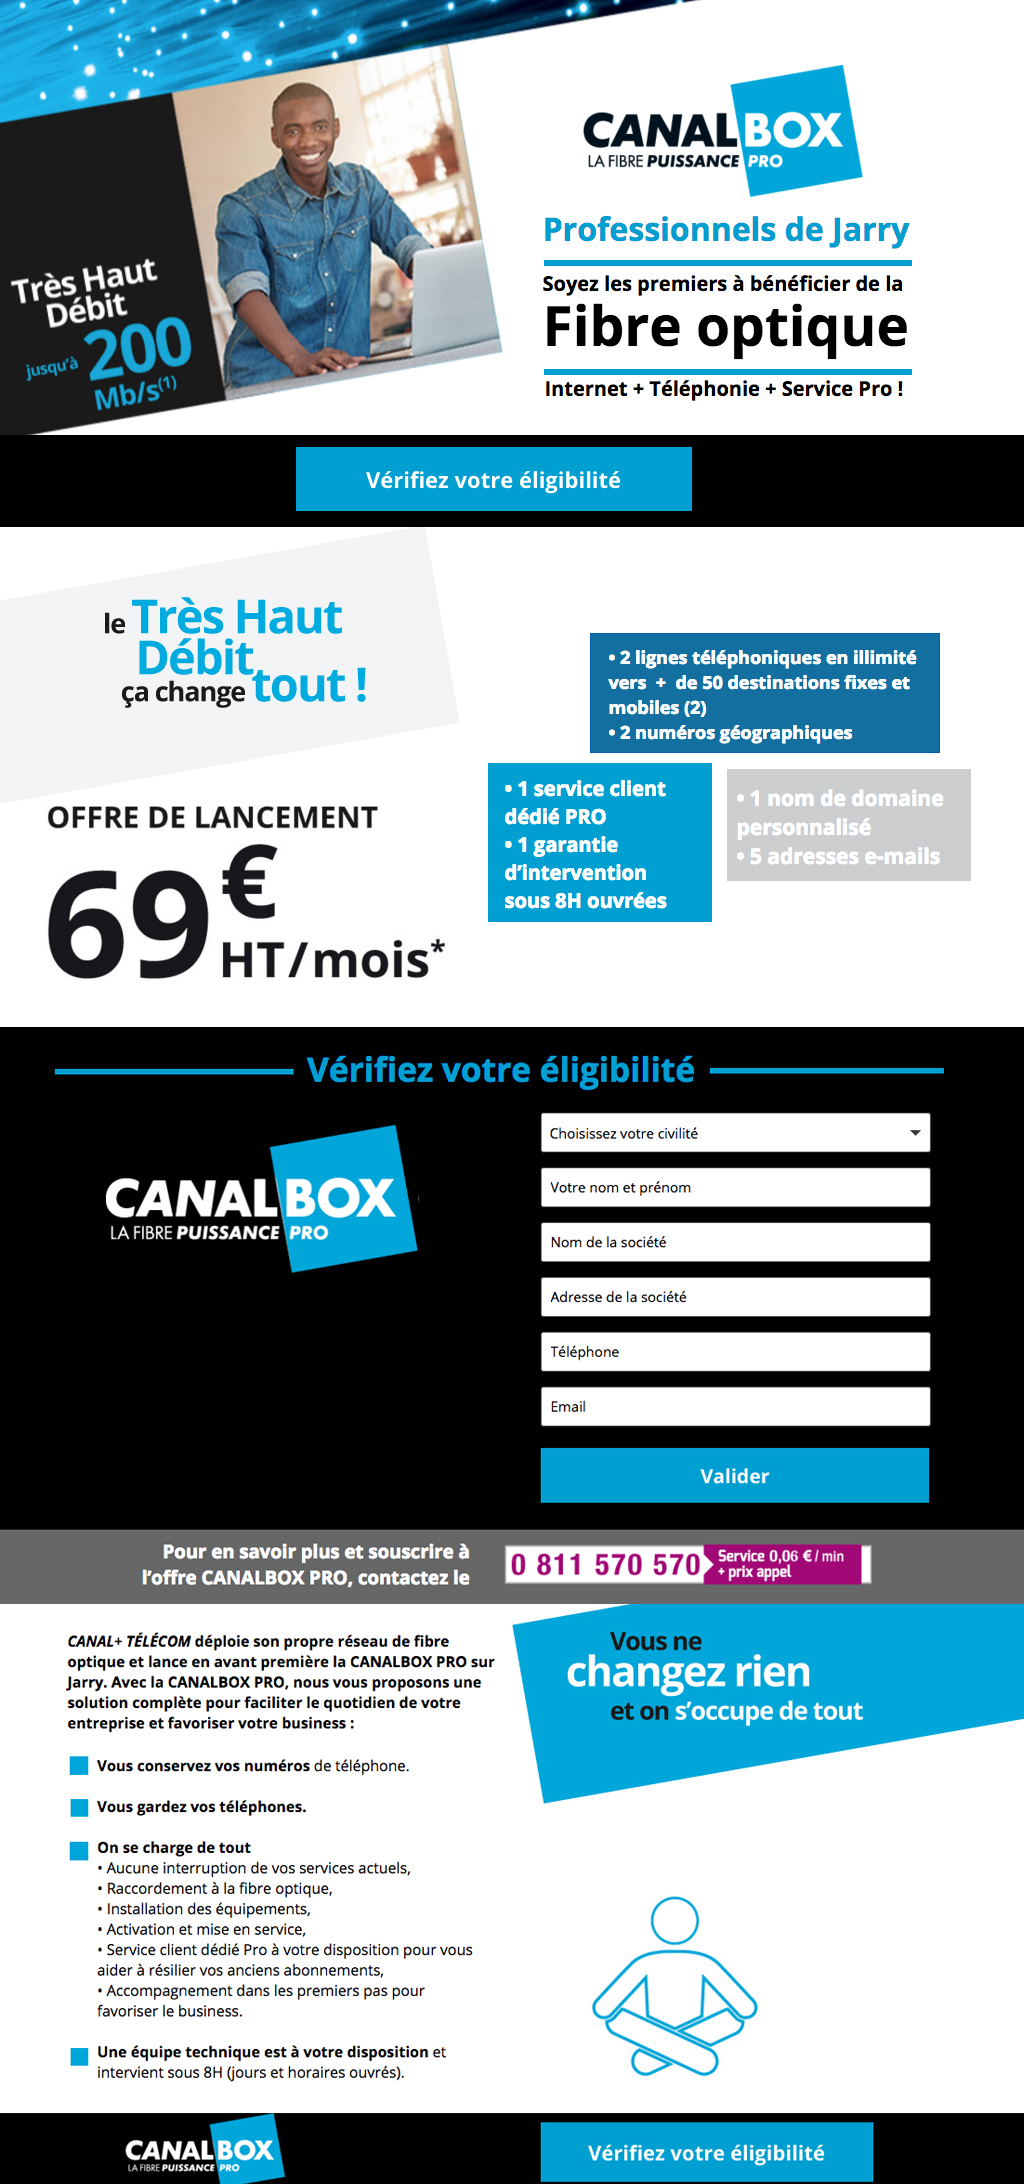 CANALBOX
LA FIBRE PUISSANCE PRO
Professionnels de Jarry
Soyez les premiers à bénéficier de la
Fibre optique
Internet + Téléphonie + Service Pro !
Très Haut
Débit
jusqu'à 200
Mb/s(1)
Vérifiez votre éligibilité
le Très Haut
Débit
ça change tout !
• 2 lignes téléphoniques en illimité
vers + de 50 destinations fixes et
mobiles (2)
• 2 numéros géographiques
• 1 service client
dédié PRO
• 1 garantie
d'intervention
sous 8H ouvrées
• 1 nom de domaine
personnalisé
• 5 adresses e-mails
OFFRE DE LANCEMENT
69€
HT/mois*
Vérifiez votre éligibilité
CANALBOX
LA FIBRE PUISSANCE PRO
Choisissez votre civilité
Votre nom et prénom
Nom de la société
Adresse de la société
Téléphone
Email
Valider
Pour en savoir plus et souscrire à
l'offre CANALBOX PRO, contactez le
0 811 570 570
Service 0,06 € / min
+ prix appel
CANAL+ TÉLÉCOM déploie son propre réseau de fibre
optique et lance en avant première la CANALBOX PRO sur
Jarry. Avec la CANALBOX PRO, nous vous proposons une
solution complète pour faciliter le quotidien de votre
entreprise et favoriser votre business :
Vous conservez vos numéros de téléphone.
Vous gardez vos téléphones.
On se charge de tout
• Aucune interruption de vos services actuels,
• Raccordement à la fibre optique,
• Installation des équipements,
• Activation et mise en service,
• Service client dédié Pro à votre disposition pour vous
aider à résilier vos anciens abonnements,
• Accompagnement dans les premiers pas pour
favoriser le business.
Une équipe technique est à votre disposition et
intervient sous 8H (jours et horaires ouvrés).
Vous ne
changez rien
et on s'occupe de tout
CANALBOX
LA FIBRE PUISSANCE PRO
Vérifiez votre éligibilité